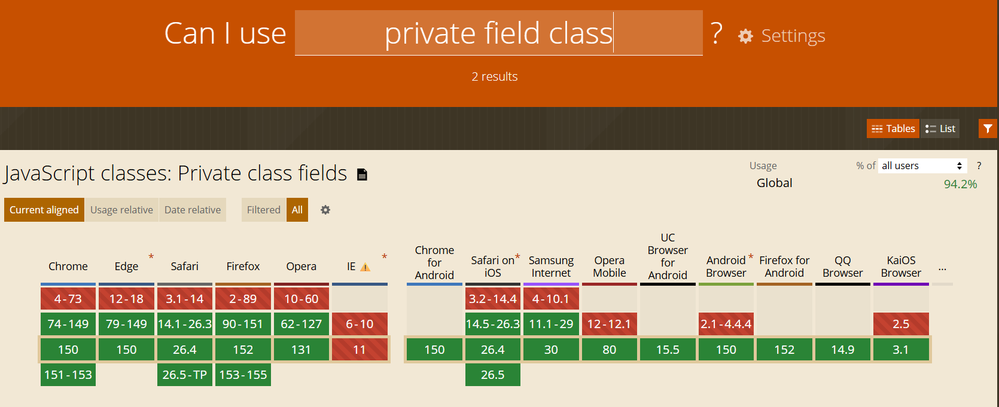 Can I use private field class ? Settings
2 results
Tables List
JavaScript classes: Private class fields
Usage % of all users ?
Global 94.2%
Current aligned Usage relative Date relative Filtered All
Chrome Edge * Safari Firefox Opera IE * Chrome for Android Safari on iOS * Samsung Internet Opera Mobile UC Browser for Android Android Browser * Firefox for Android QQ Browser KaiOS Browser ...
4-73 12-18 3.1-14 2-89 10-60 3.2-14.4 4-10.1
74-149 79-149 14.1-26.3 90-151 62-127 6-10 14.5-26.3 11.1-29 12-12.1 2.1-4.4.4 2.5
150 150 26.4 152 131 11 150 26.4 30 80 15.5 150 152 14.9 3.1
151-153 26.5-TP 153-155 26.5